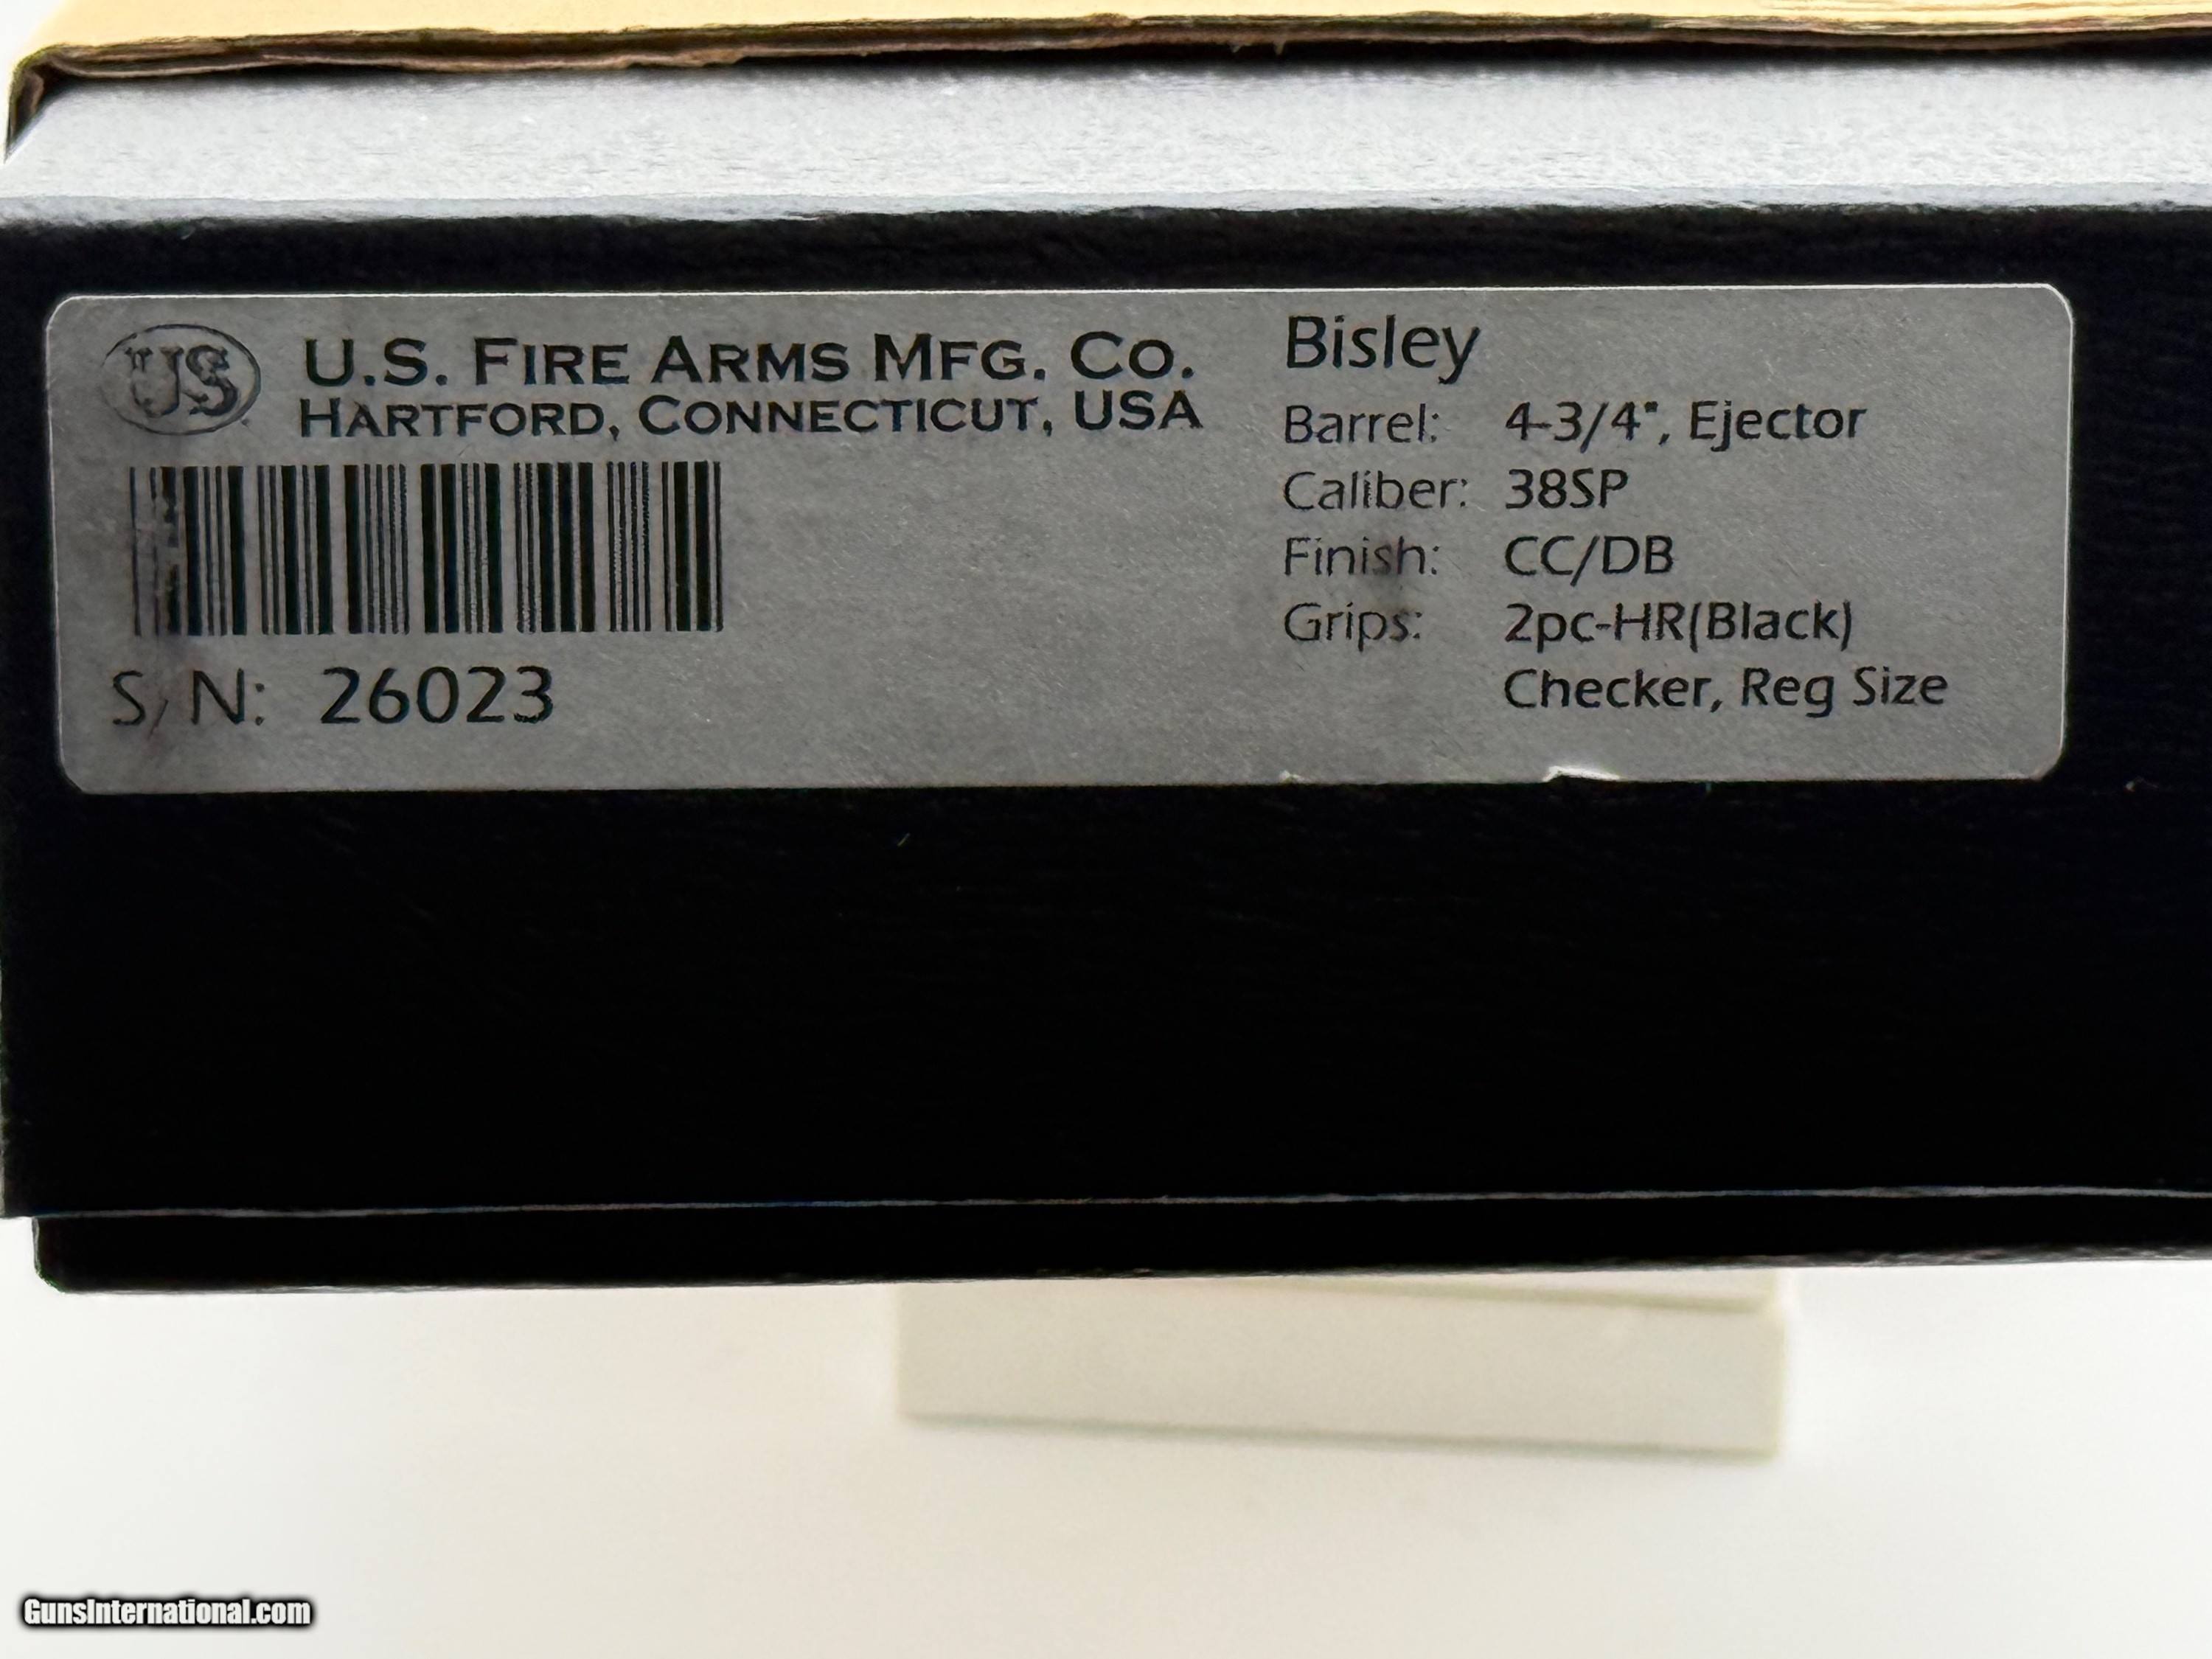 US
U.S. FIRE ARMS MFG. CO.
HARTFORD, CONNECTICUT, USA
S/N: 26023
Bisley
Barrel: 4-3/4", Ejector
Caliber: 38SP
Finish: CC/DB
Grips: 2pc-HR(Black)
Checker, Reg Size
GunsInternational.com